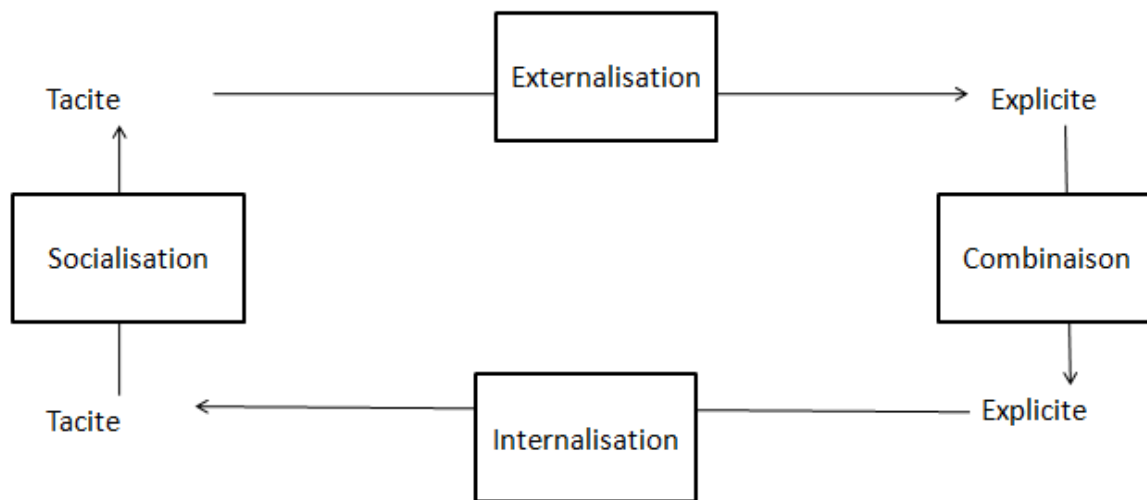 Externalisation
Tacite
Explicite
Socialisation
Combinaison
Tacite
Explicite
Internalisation